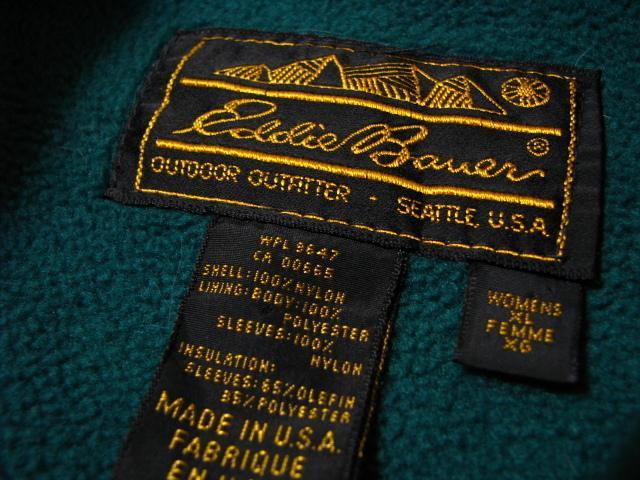 Eddie Bauer ®
OUTDOOR OUTFITTER - SEATTLE, U.S.A.
WPL 9647
CA 00665
SHELL: 100% NYLON
LINING: BODY: 100%
POLYESTER
SLEEVES: 100%
NYLON
INSULATION:
SLEEVES: 65% OLEFIN
35% POLYESTER
MADE IN U.S.A.
FABRIQUE
EN
WOMENS
XL
FEMME
XG